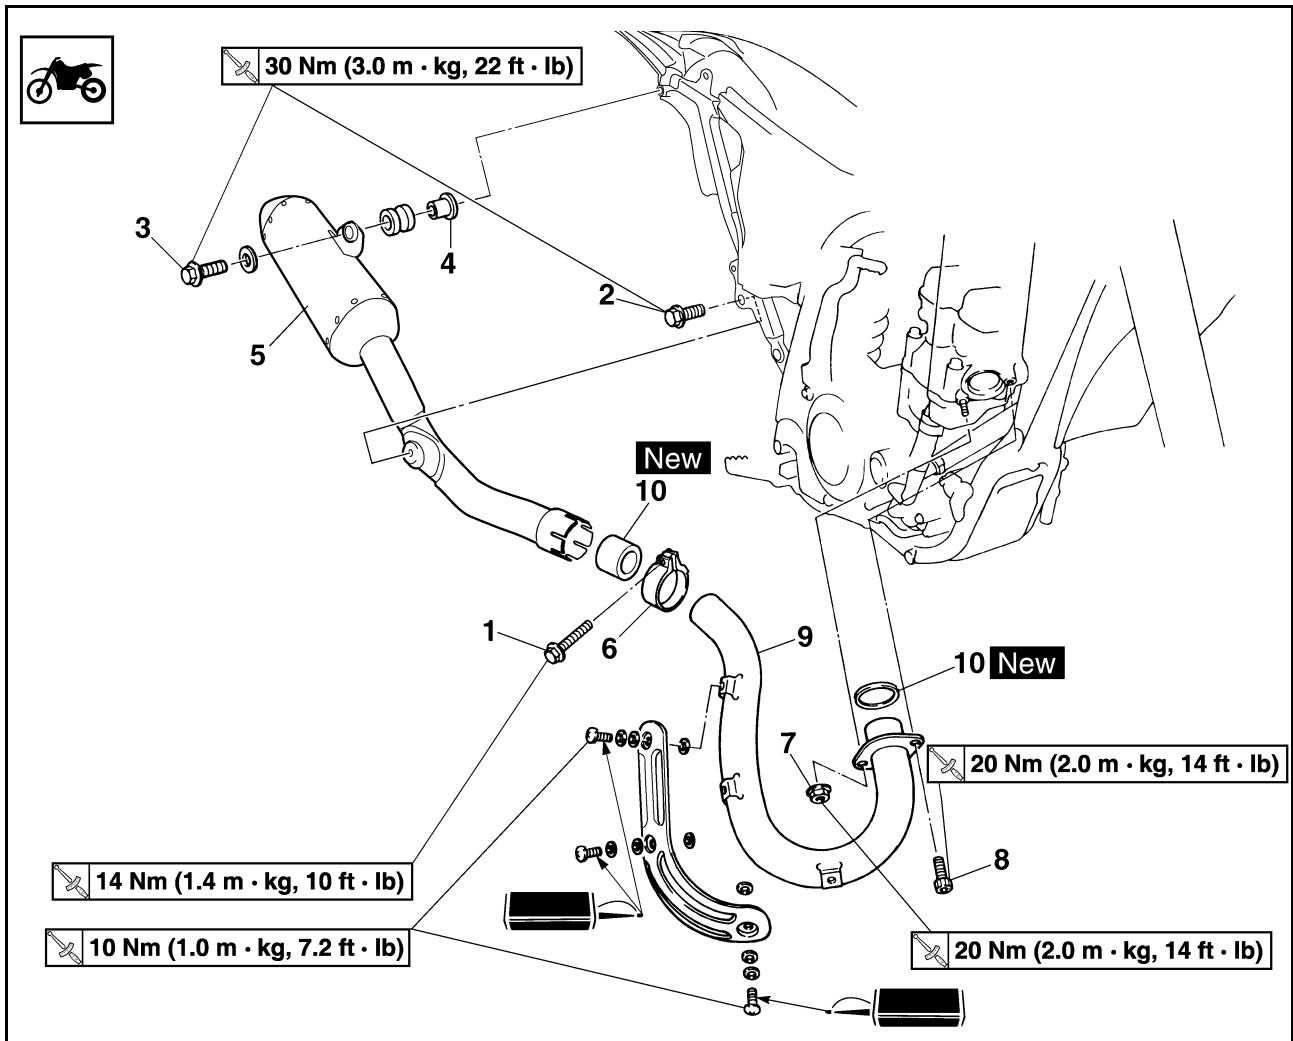 30 Nm (3.0 m · kg, 22 ft · lb)
3
4
2
5
New
10
1
6
9
10 New
7
20 Nm (2.0 m · kg, 14 ft · lb)
8
14 Nm (1.4 m · kg, 10 ft · lb)
10 Nm (1.0 m · kg, 7.2 ft · lb)
20 Nm (2.0 m · kg, 14 ft · lb)